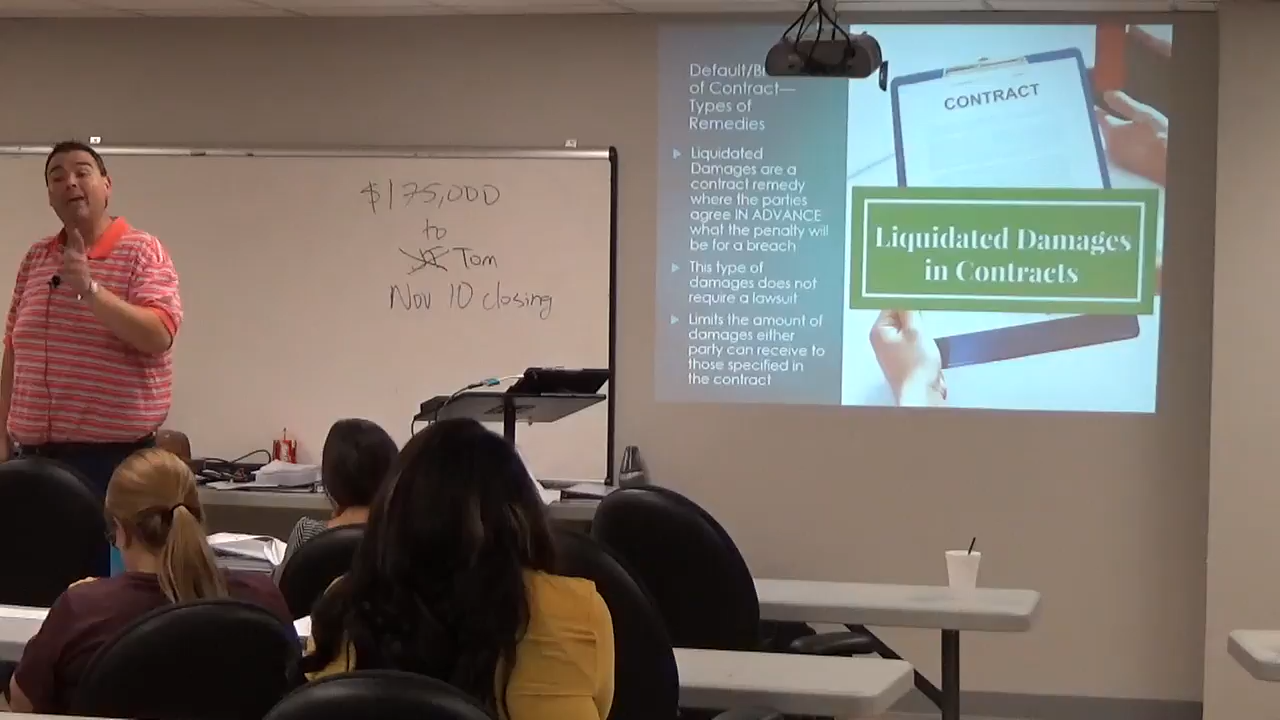 $175,000
to
Tom
Nov 10 closing
Default/B
of Contract—
Types of
Remedies
Liquidated
Damages are a
contract remedy
where the parties
agree IN ADVANCE
what the penalty will
be for a breach
This type of
damages does not
require a lawsuit
Limits the amount of
damages either
party can receive to
those specified in
the contract
CONTRACT
Liquidated Damages
in Contracts